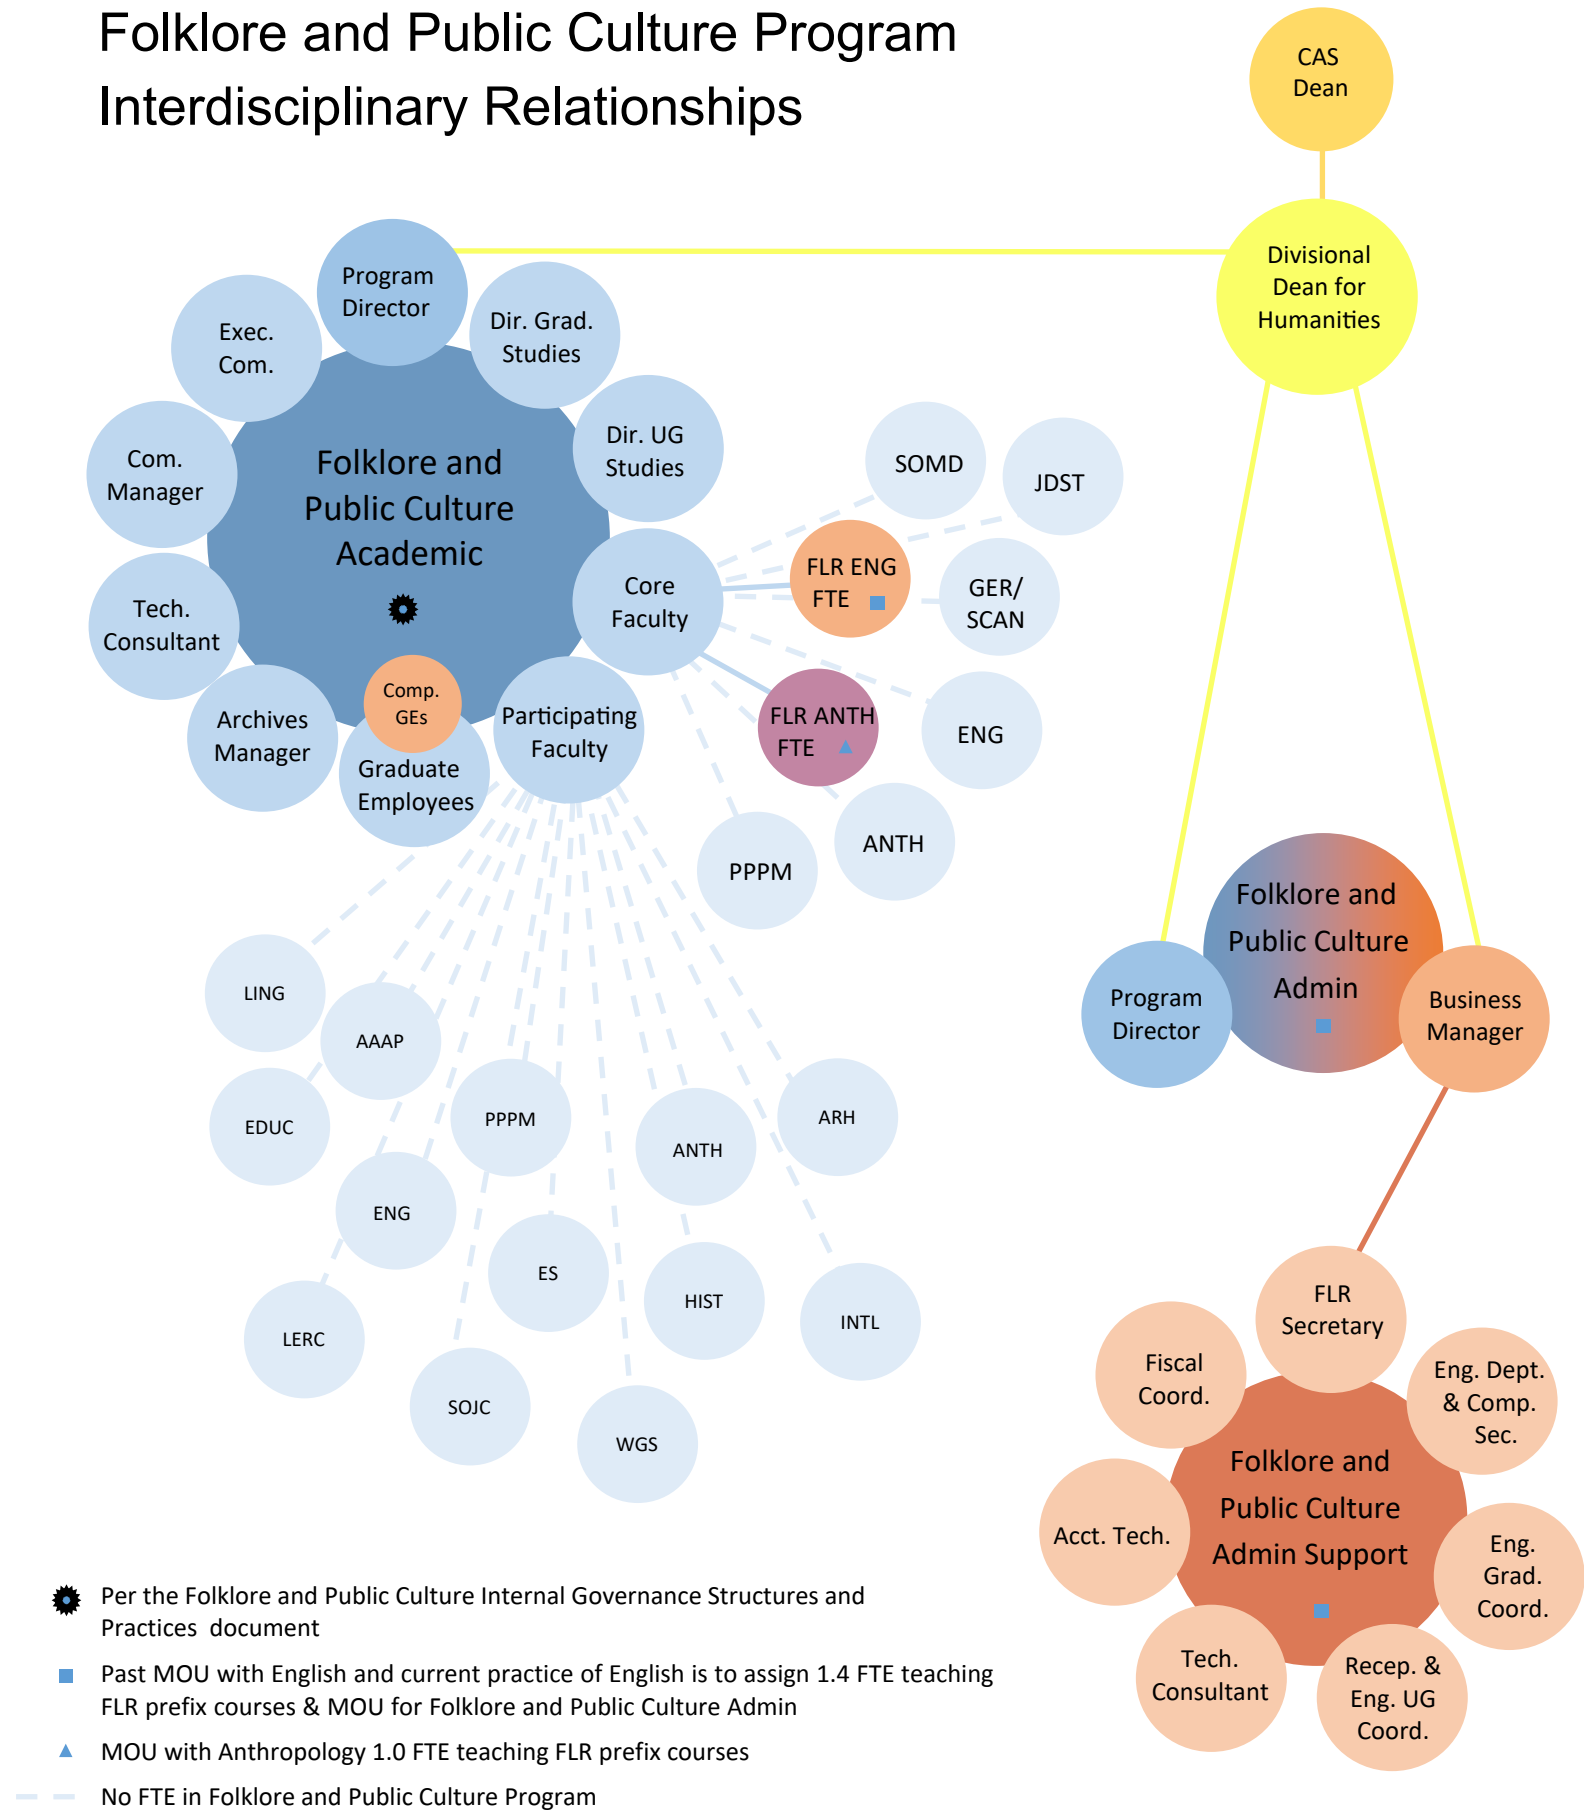 Folklore and Public Culture Program
Interdisciplinary Relationships
CAS
Dean
Divisional
Dean for
Humanities
Program
Director
Exec.
Com.
Dir. Grad.
Studies
Com.
Manager
Dir. UG
Studies
Folklore and
Public Culture
Academic
Tech.
Consultant
Core
Faculty
Archives
Manager
Comp.
GEs
Graduate
Employees
Participating
Faculty
SOMD
JDST
FLR ENG
FTE
GER/
SCAN
FLR ANTH
FTE
ENG
ANTH
PPPM
LING
AAAP
EDUC
PPPM
ANTH
ARH
ENG
ES
HIST
INTL
LERC
SOJC
WGS
Folklore and
Public Culture
Admin
Program
Director
Business
Manager
FLR
Secretary
Fiscal
Coord.
Eng. Dept.
& Comp.
Sec.
Folklore and
Public Culture
Admin Support
Acct. Tech.
Eng.
Grad.
Coord.
Tech.
Consultant
Recep. &
Eng. UG
Coord.
Per the Folklore and Public Culture Internal Governance Structures and
Practices document
Past MOU with English and current practice of English is to assign 1.4 FTE teaching
FLR prefix courses & MOU for Folklore and Public Culture Admin
MOU with Anthropology 1.0 FTE teaching FLR prefix courses
No FTE in Folklore and Public Culture Program